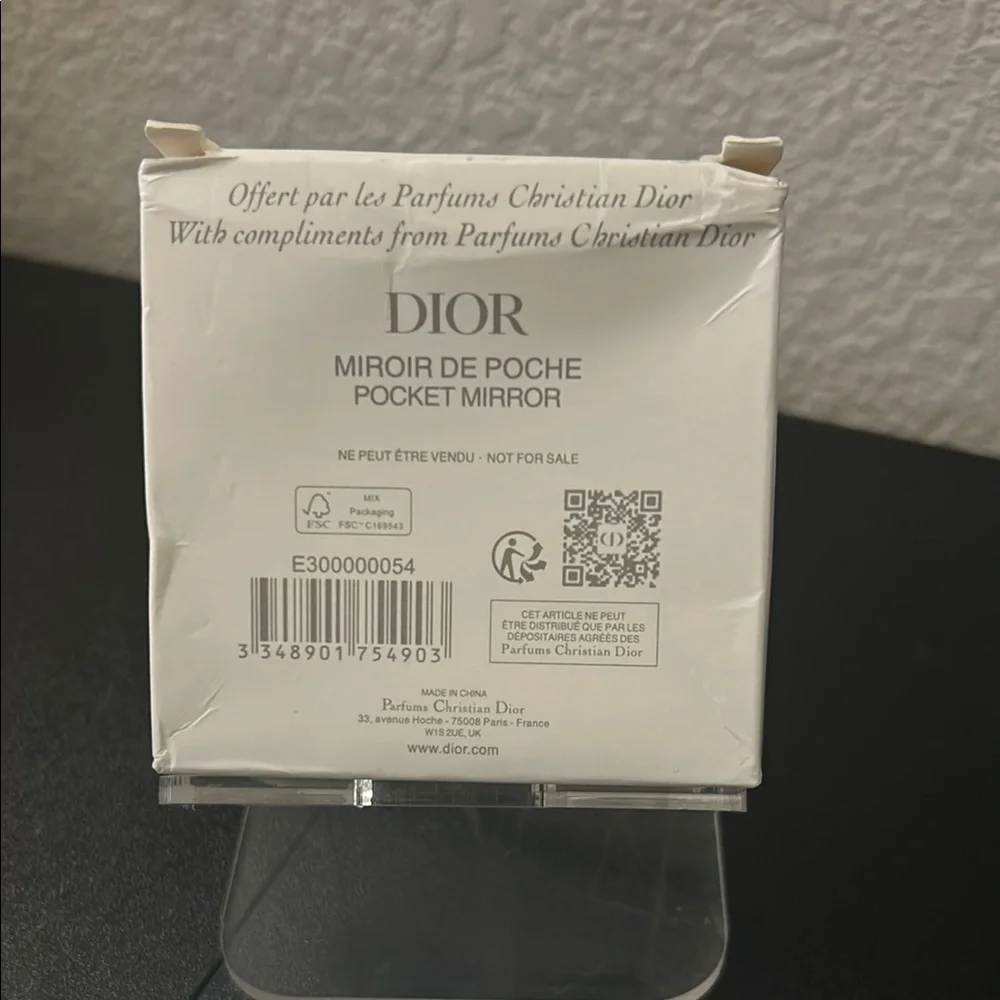 Offert par les Parfums Christian Dior
With compliments from Parfums Christian Dior
DIOR
MIROIR DE POCHE
POCKET MIRROR
NE PEUT ÊTRE VENDU · NOT FOR SALE
MIX
Packaging
FSC FSC™ C169543
E300000054
3 348901 754903
CET ARTICLE NE PEUT
ÊTRE DISTRIBUÉ QUE PAR LES
DÉPOSITAIRES AGRÉÉS DES
Parfums Christian Dior
MADE IN CHINA
Parfums Christian Dior
33, avenue Hoche - 75008 Paris - France
W1S 2UE, UK
www.dior.com